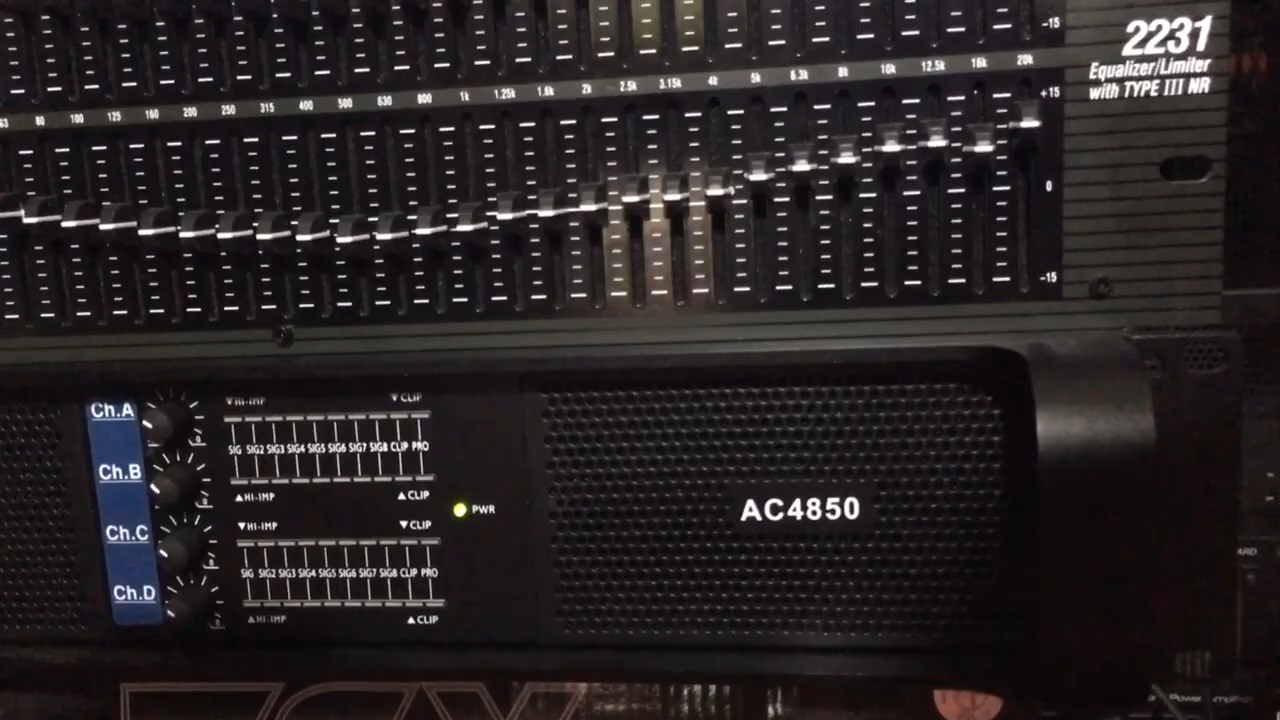 -15
2231
Equalizer/Limiter
with TYPE III NR
63 80 100 125 160 200 250 315 400 500 630 800 1k 1.25k 1.6k 2k 2.5k 3.15k 4k 5k 6.3k 8k 10k 12.5k 16k 20k
+15
0
-15
Ch.A
▼HI-IMP ▼CLIP
SIG SIG2 SIG3 SIG4 SIG5 SIG6 SIG7 SIG8 CLIP PRO
▲HI-IMP ▲CLIP
Ch.B
PWR
AC4850
▼HI-IMP ▼CLIP
Ch.C
SIG SIG2 SIG3 SIG4 SIG5 SIG6 SIG7 SIG8 CLIP PRO
Ch.D
▲HI-IMP ▲CLIP
Power Amplifier